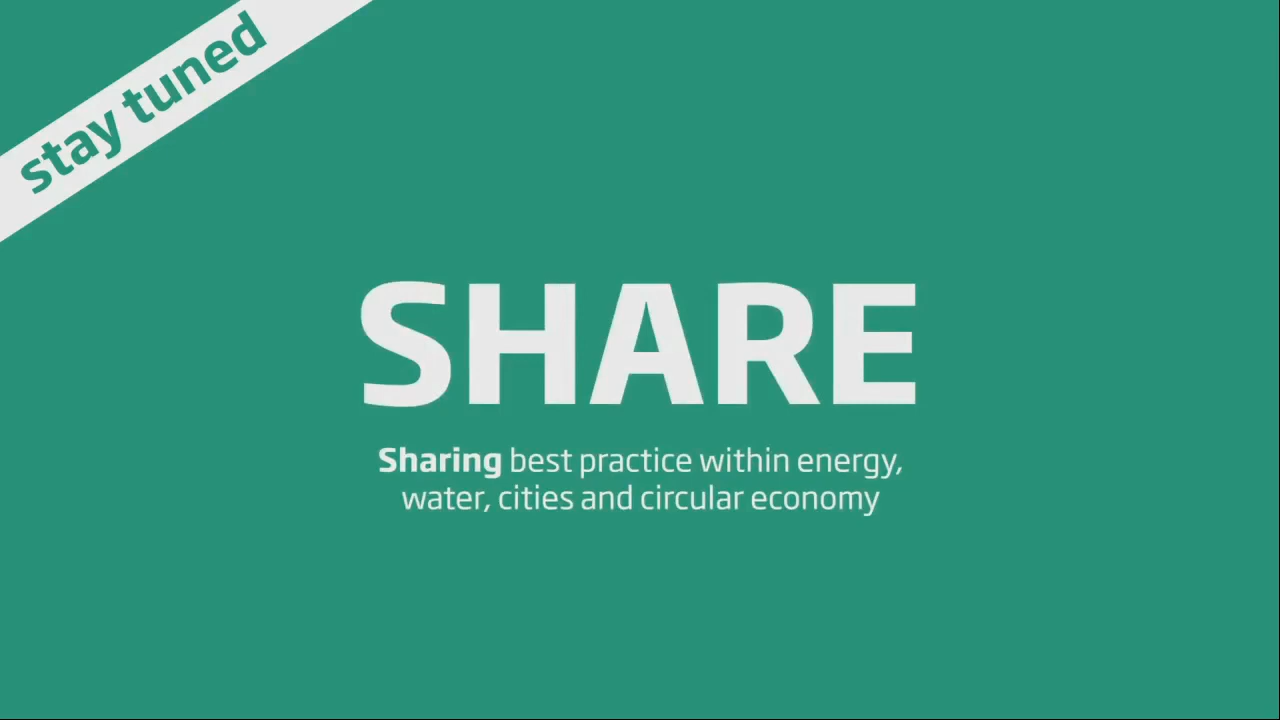 stay tuned
SHARE
Sharing best practice within energy,
water, cities and circular economy